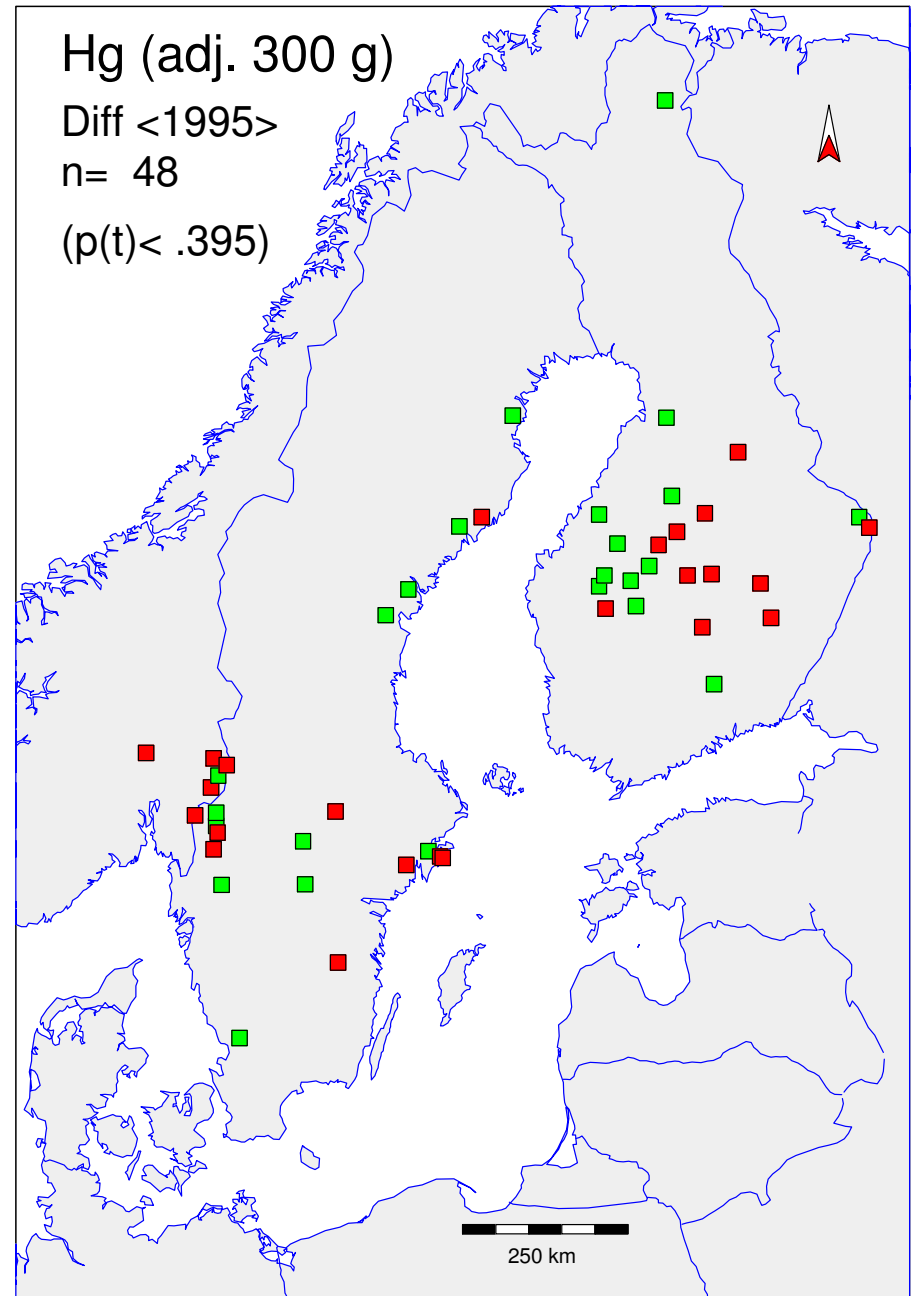 Hg (adj. 300 g)
Diff <1995>
n= 48
(p(t)< .395)
250 km